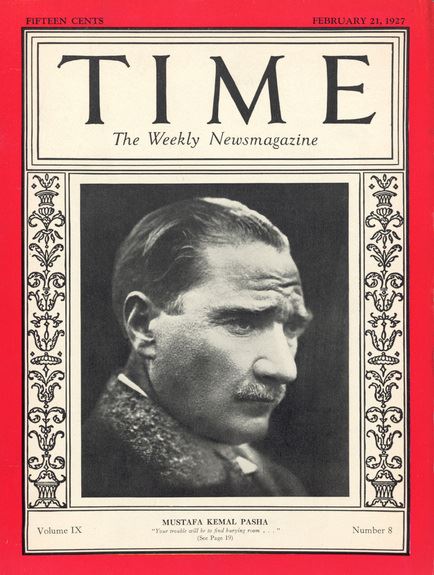 FIFTEEN CENTS FEBRUARY 21, 1927
TIME
The Weekly Newsmagazine
MUSTAFA KEMAL PASHA
"Your trouble will be to find burying room . . ."
(See Page 19)
Volume IX Number 8